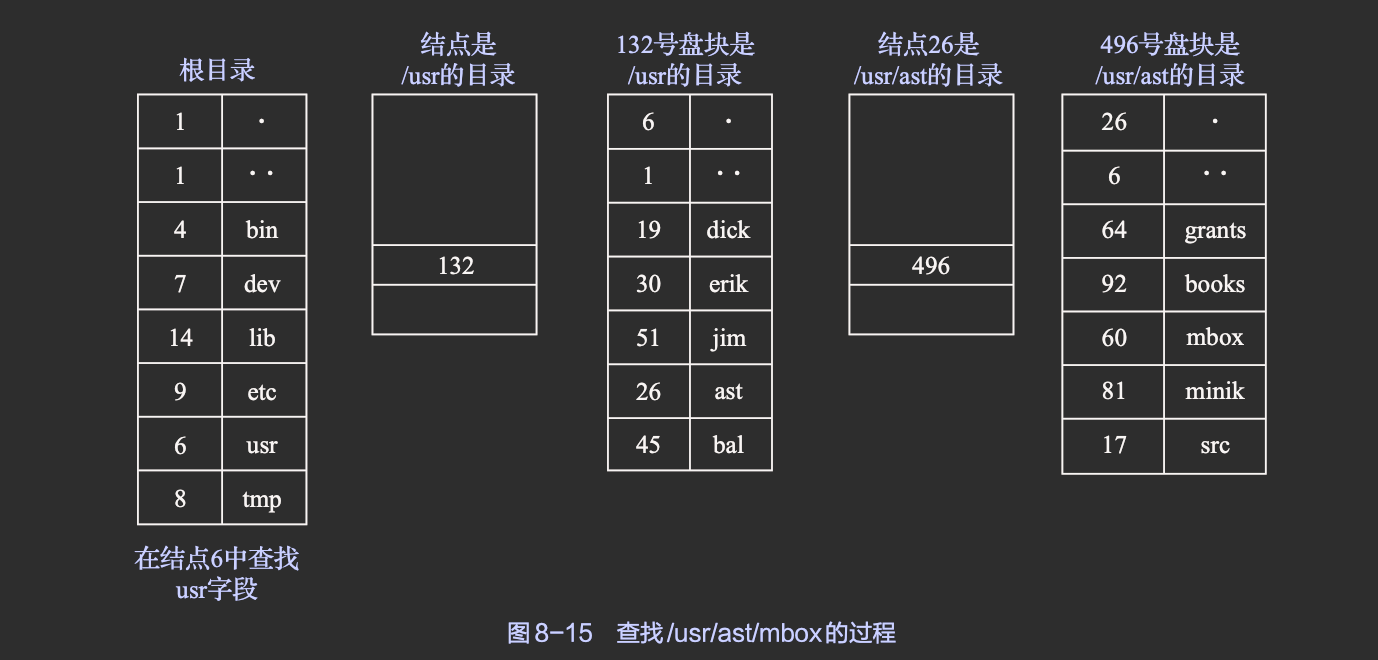 根目录
1 ·
1 ··
4 bin
7 dev
14 lib
9 etc
6 usr
8 tmp
在结点6中查找
usr字段
结点是
/usr的目录
132
132号盘块是
/usr的目录
6 ·
1 ··
19 dick
30 erik
51 jim
26 ast
45 bal
结点26是
/usr/ast的目录
496
496号盘块是
/usr/ast的目录
26 ·
6 ··
64 grants
92 books
60 mbox
81 minik
17 src
图8-15 查找/usr/ast/mbox的过程